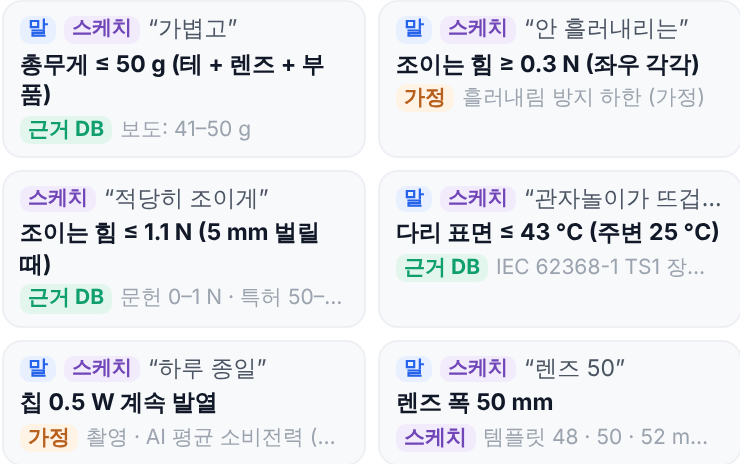 말 스케치 “가볍고”
총무게 ≤ 50 g (테 + 렌즈 + 부
품)
근거 DB 보도: 41–50 g
말 스케치 “안 흘러내리는”
조이는 힘 ≥ 0.3 N (좌우 각각)
가정 흘러내림 방지 하한 (가정)
스케치 “적당히 조이게”
조이는 힘 ≤ 1.1 N (5 mm 벌릴
때)
근거 DB 문헌 0–1 N · 특허 50–...
말 스케치 “관자놀이가 뜨겁...
다리 표면 ≤ 43 °C (주변 25 °C)
근거 DB IEC 62368-1 TS1 장...
말 스케치 “하루 종일”
칩 0.5 W 계속 발열
가정 촬영 · AI 평균 소비전력 (...
말 스케치 “렌즈 50”
렌즈 폭 50 mm
스케치 템플릿 48 · 50 · 52 m...